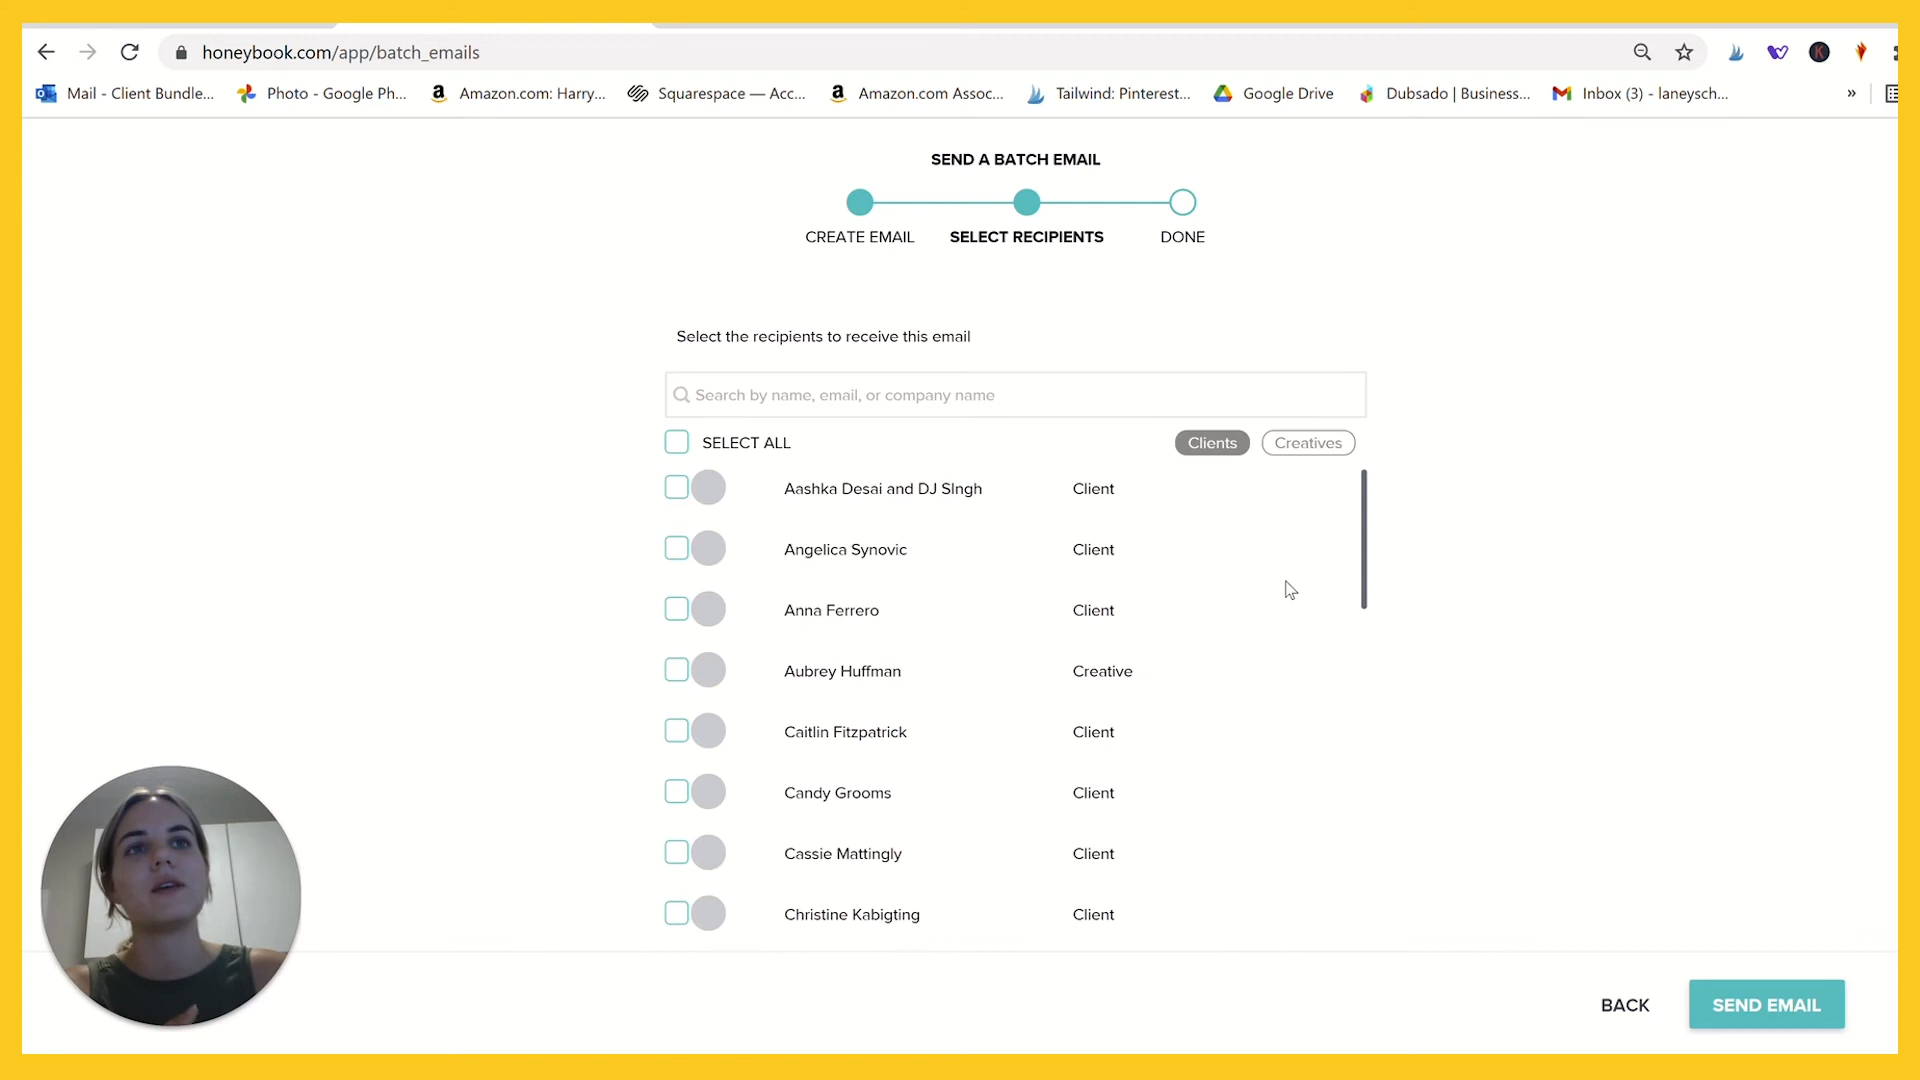 honeybook.com/app/batch_emails
Mail - Client Bundle...
Photo - Google Ph...
Amazon.com: Harry...
Squarespace — Acc...
Amazon.com Assoc...
Tailwind: Pinterest...
Google Drive
Dubsado | Business...
Inbox (3) - laneysch...
»
SEND A BATCH EMAIL
CREATE EMAIL
SELECT RECIPIENTS
DONE
Select the recipients to receive this email
Search by name, email, or company name
SELECT ALL
Clients
Creatives
Aashka Desai and DJ SIngh Client
Angelica Synovic Client
Anna Ferrero Client
Aubrey Huffman Creative
Caitlin Fitzpatrick Client
Candy Grooms Client
Cassie Mattingly Client
Christine Kabigting Client
BACK
SEND EMAIL